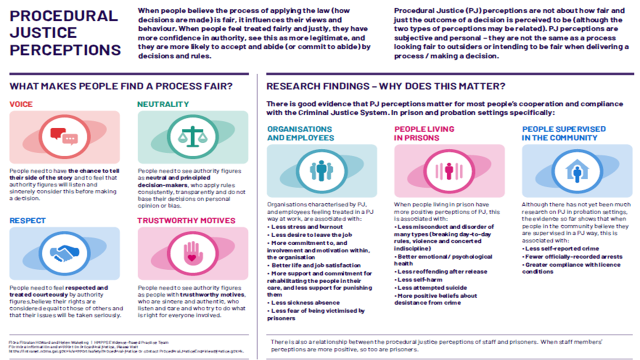 PROCEDURAL
JUSTICE
PERCEPTIONS
When people believe the process of applying the law (how
decisions are made) is fair, it influences their views and
behaviour. When people feel treated fairly and justly, they have
more confidence in authority, see this as more legitimate, and
they are more likely to accept and abide (or commit to abide) by
decisions and rules.
Procedural Justice (PJ) perceptions are not about how fair and
just the outcome of a decision is perceived to be (although the
two types of perceptions may be related). PJ perceptions are
subjective and personal – they are not the same as a process
looking fair to outsiders or intending to be fair when delivering a
process / making a decision.
WHAT MAKES PEOPLE FIND A PROCESS FAIR?
VOICE
People need to have the chance to tell
their side of the story and to feel that
authority figures will listen and
sincerely consider this before making
a decision.
NEUTRALITY
People need to see authority figures
as neutral and principled
decision-makers, who apply rules
consistently, transparently and do not
base their decisions on personal
opinion or bias.
RESPECT
People need to feel respected and
treated courteously by authority
figures, believe their rights are
considered equal to those of others and
that their issues will be taken seriously.
TRUSTWORTHY MOTIVES
People need to see authority figures
as people with trustworthy motives,
who are sincere and authentic, who
listen and care and who try to do what
is right for everyone involved.
RESEARCH FINDINGS – WHY DOES THIS MATTER?
There is good evidence that PJ perceptions matter for most people's cooperation and compliance
with the Criminal Justice System. In prison and probation settings specifically:
ORGANISATIONS
AND EMPLOYEES
Organisations characterised by PJ,
and employees feeling treated in a PJ
way at work, are associated with:
• Less stress and burnout
• Less desire to leave the job
• More commitment to, and
involvement and motivation within,
the organisation
• Better life and job satisfaction
• More support and commitment for
rehabilitating the people in their
care, and less support for punishing
them
• Less sickness absence
• Less fear of being victimised by
prisoners
PEOPLE LIVING
IN PRISONS
When people living in prison have
more positive perceptions of PJ, this
is associated with:
• Less misconduct and disorder of
many types (breaking day-to-day
rules, violence and concerted
indiscipline)
• Better emotional / psychological
health
• Less reoffending after release
• Less self-harm
• Less attempted suicide
• More positive beliefs about
desistance from crime
PEOPLE SUPERVISED
IN THE COMMUNITY
Although there has not yet been much
research on PJ in probation settings,
the evidence so far shows that when
people in the community believe they
are supervised in a PJ way, this is
associated with:
• Less self-reported crime
• Fewer officially-recorded arrests
• Greater compliance with licence
conditions
There is also a relationship between the procedural justice perceptions of staff and prisoners. When staff members'
perceptions are more positive, so too are prisoners.